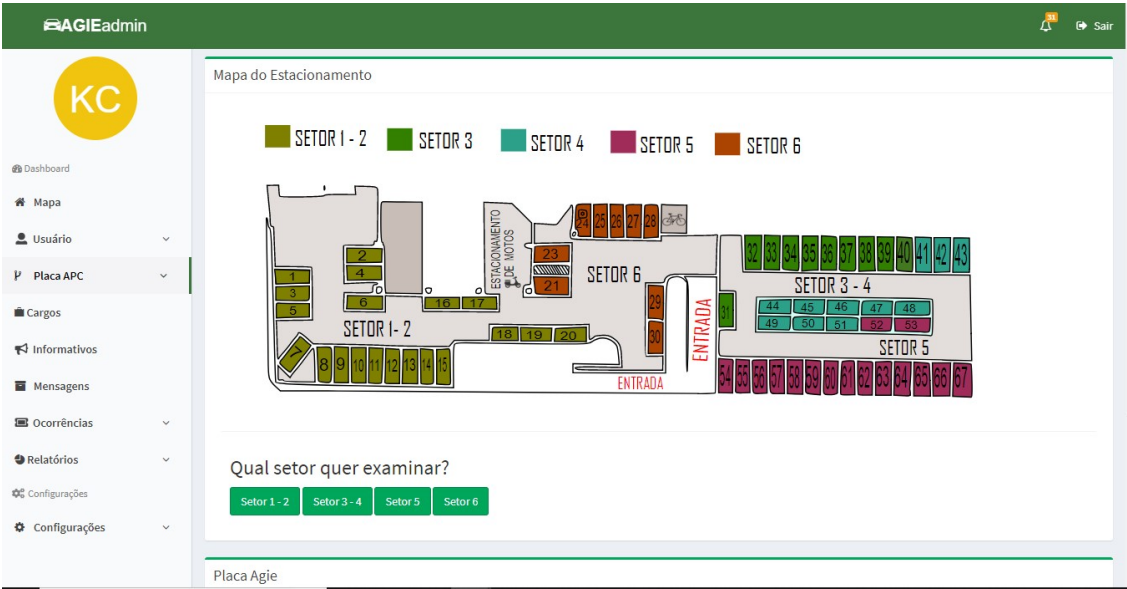 AGIEadmin
31
Sair
KC
Dashboard
Mapa
Usuário
Placa APC
Cargos
Informativos
Mensagens
Ocorrências
Relatórios
Configurações
Configurações
Mapa do Estacionamento
SETOR 1 - 2
SETOR 3
SETOR 4
SETOR 5
SETOR 6
ESTACIONAMENTO
DE MOTOS
24 25 26 27 28
32 33 34 35 36 37 38 39 40 41 42 43
2
4
6
1
3
5
23
21
SETOR 6
SETOR 3 - 4
16 17
29
30
ENTRADA
31
44 45 46 47 48
49 50 51 52 53
SETOR 1 - 2
18 19 20
SETOR 5
7
8 9 10 11 12 13 14 15
ENTRADA
54 55 56 57 58 59 60 61 62 63 64 65 66 67
Qual setor quer examinar?
Setor 1 - 2
Setor 3 - 4
Setor 5
Setor 6
Placa Agie